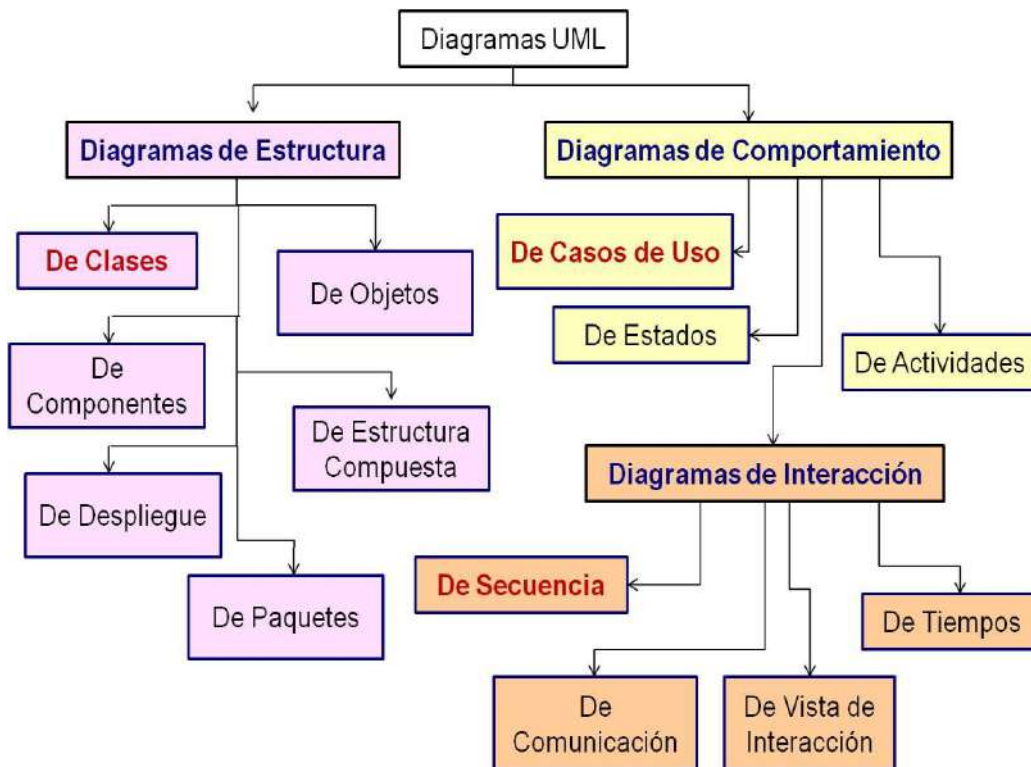 Diagramas UML
Diagramas de Estructura
Diagramas de Comportamiento
De Clases
De Objetos
De Casos de Uso
De Estados
De Actividades
De
Componentes
De Estructura
Compuesta
De Despliegue
De Paquetes
Diagramas de Interacción
De Secuencia
De Tiempos
De
Comunicación
De Vista de
Interacción